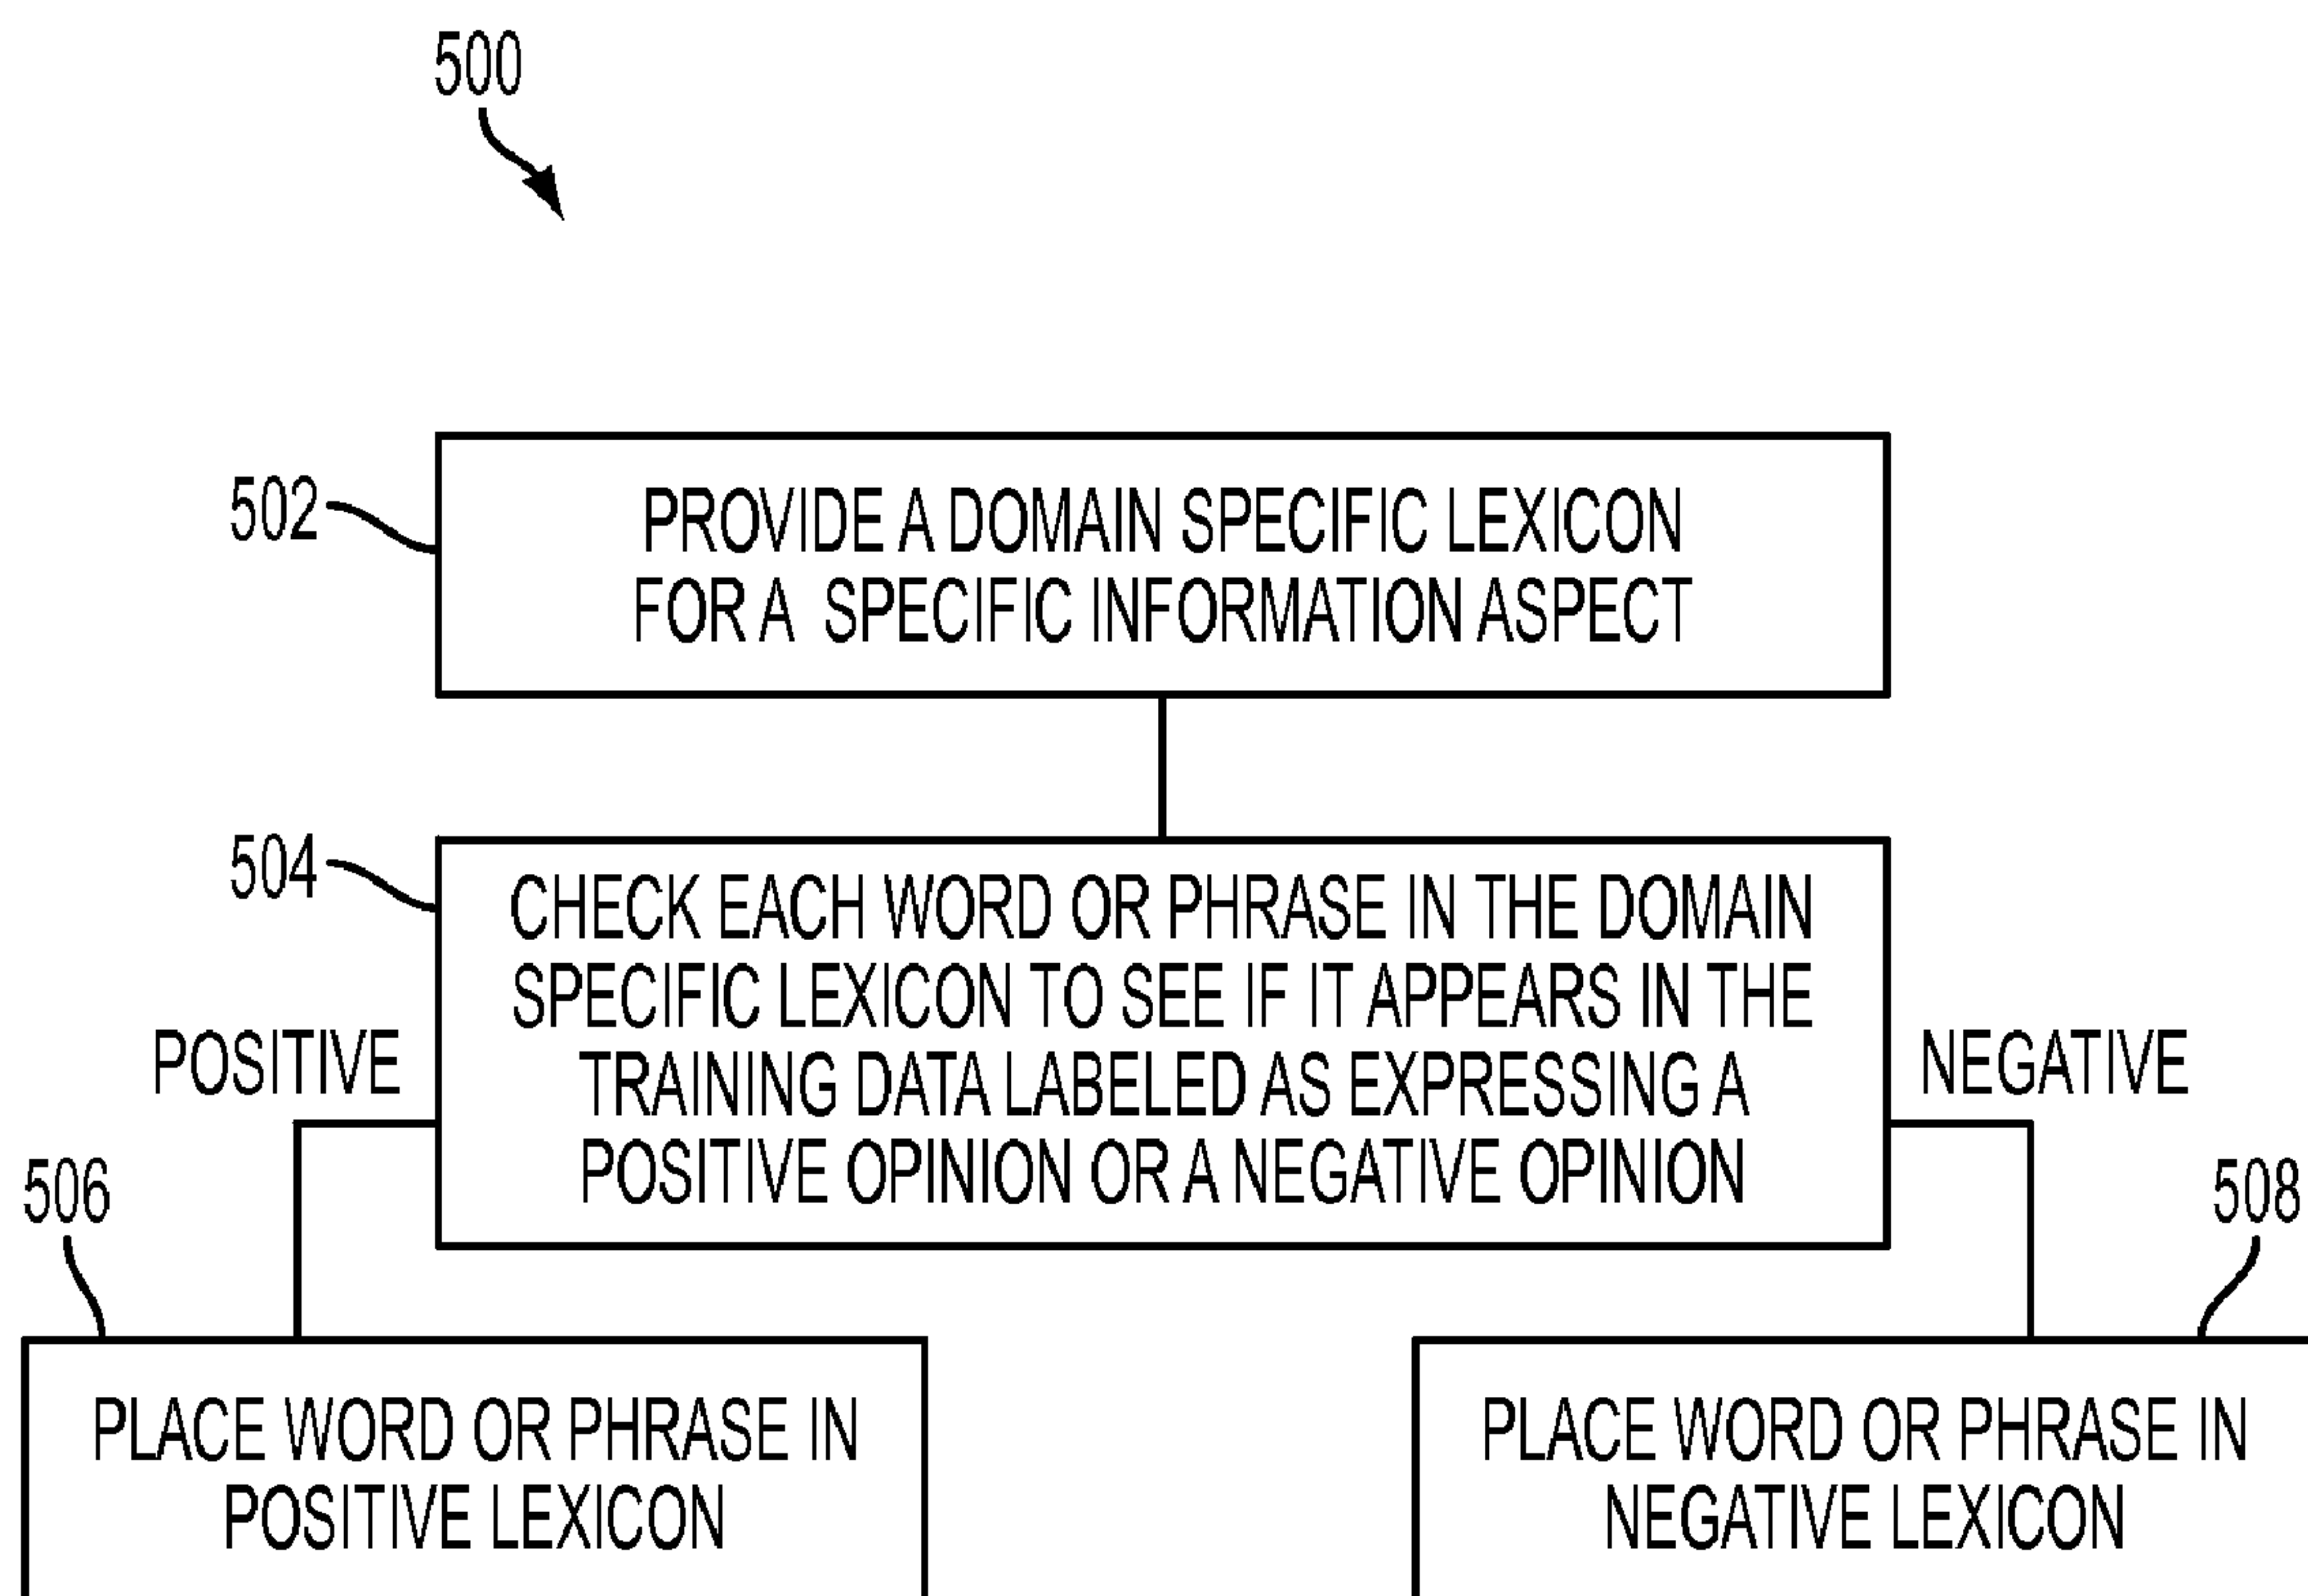 500
502
PROVIDE A DOMAIN SPECIFIC LEXICON
FOR A SPECIFIC INFORMATION ASPECT
504
CHECK EACH WORD OR PHRASE IN THE DOMAIN
SPECIFIC LEXICON TO SEE IF IT APPEARS IN THE
TRAINING DATA LABELED AS EXPRESSING A
POSITIVE OPINION OR A NEGATIVE OPINION
POSITIVE
NEGATIVE
506
508
PLACE WORD OR PHRASE IN
POSITIVE LEXICON
PLACE WORD OR PHRASE IN
NEGATIVE LEXICON